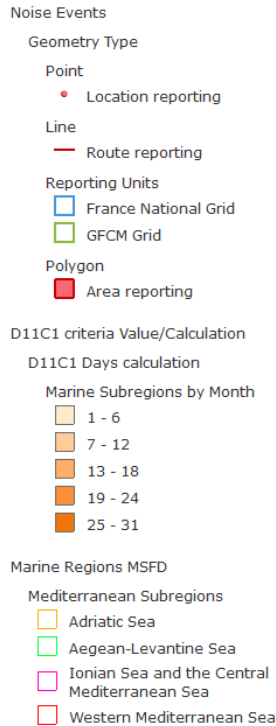 Noise Events
Geometry Type
Point
Location reporting
Line
Route reporting
Reporting Units
France National Grid
GFCM Grid
Polygon
Area reporting
D11C1 criteria Value/Calculation
D11C1 Days calculation
Marine Subregions by Month
1 - 6
7 - 12
13 - 18
19 - 24
25 - 31
Marine Regions MSFD
Mediterranean Subregions
Adriatic Sea
Aegean-Levantine Sea
Ionian Sea and the Central
Mediterranean Sea
Western Mediterranean Sea